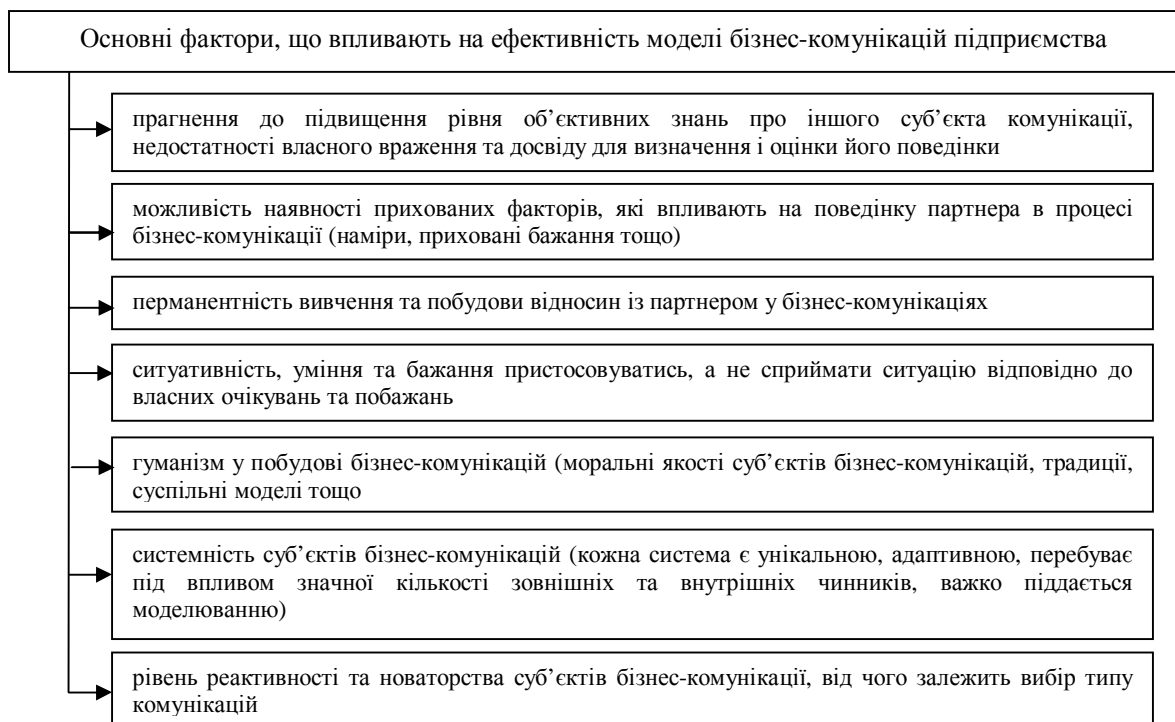 Основні фактори, що впливають на ефективність моделі бізнес-комунікацій підприємства
прагнення до підвищення рівня об’єктивних знань про іншого суб’єкта комунікації,
недостатності власного враження та досвіду для визначення і оцінки його поведінки
можливість наявності прихованих факторів, які впливають на поведінку партнера в процесі
бізнес-комунікації (наміри, приховані бажання тощо)
перманентність вивчення та побудови відносин із партнером у бізнес-комунікаціях
ситуативність, уміння та бажання пристосовуватись, а не сприймати ситуацію відповідно до
власних очікувань та побажань
гуманізм у побудові бізнес-комунікацій (моральні якості суб’єктів бізнес-комунікацій, традиції,
суспільні моделі тощо
системність суб’єктів бізнес-комунікацій (кожна система є унікальною, адаптивною, перебуває
під впливом значної кількості зовнішніх та внутрішніх чинників, важко піддається
моделюванню)
рівень реактивності та новаторства суб’єктів бізнес-комунікації, від чого залежить вибір типу
комунікацій